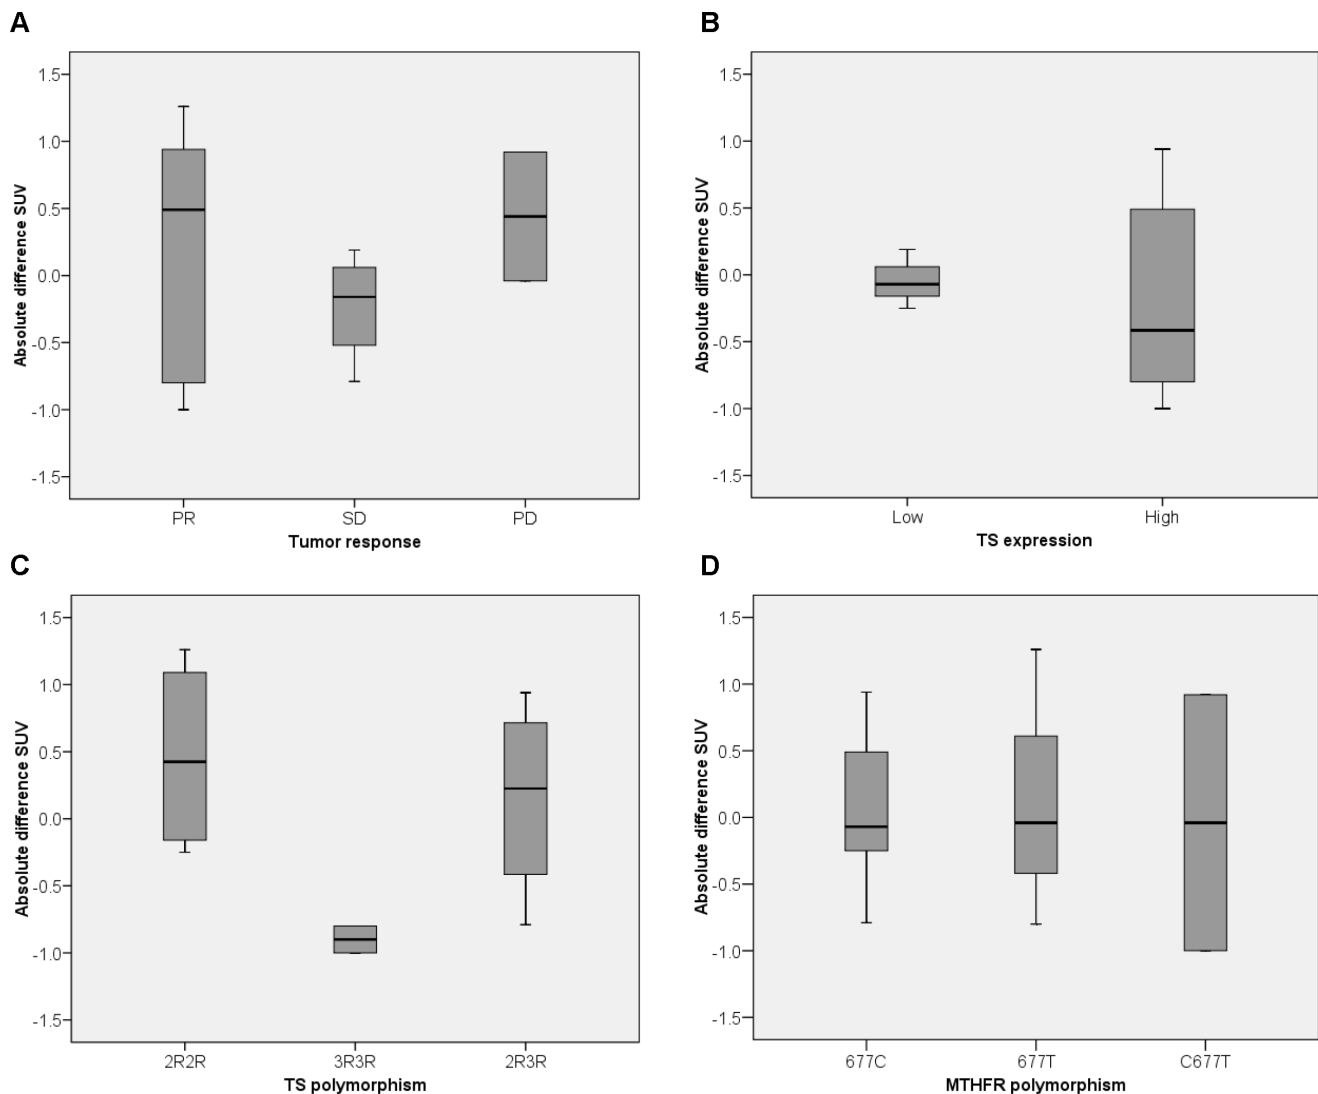 A
1.5
1.0
0.5
0.0
-0.5
-1.0
-1.5
Absolute difference SUV
PR SD PD
Tumor response
B
1.5
1.0
0.5
0.0
-0.5
-1.0
-1.5
Absolute difference SUV
Low High
TS expression
C
1.5
1.0
0.5
0.0
-0.5
-1.0
-1.5
Absolute difference SUV
2R2R 3R3R 2R3R
TS polymorphism
D
1.5
1.0
0.5
0.0
-0.5
-1.0
-1.5
Absolute difference SUV
677C 677T C677T
MTHFR polymorphism